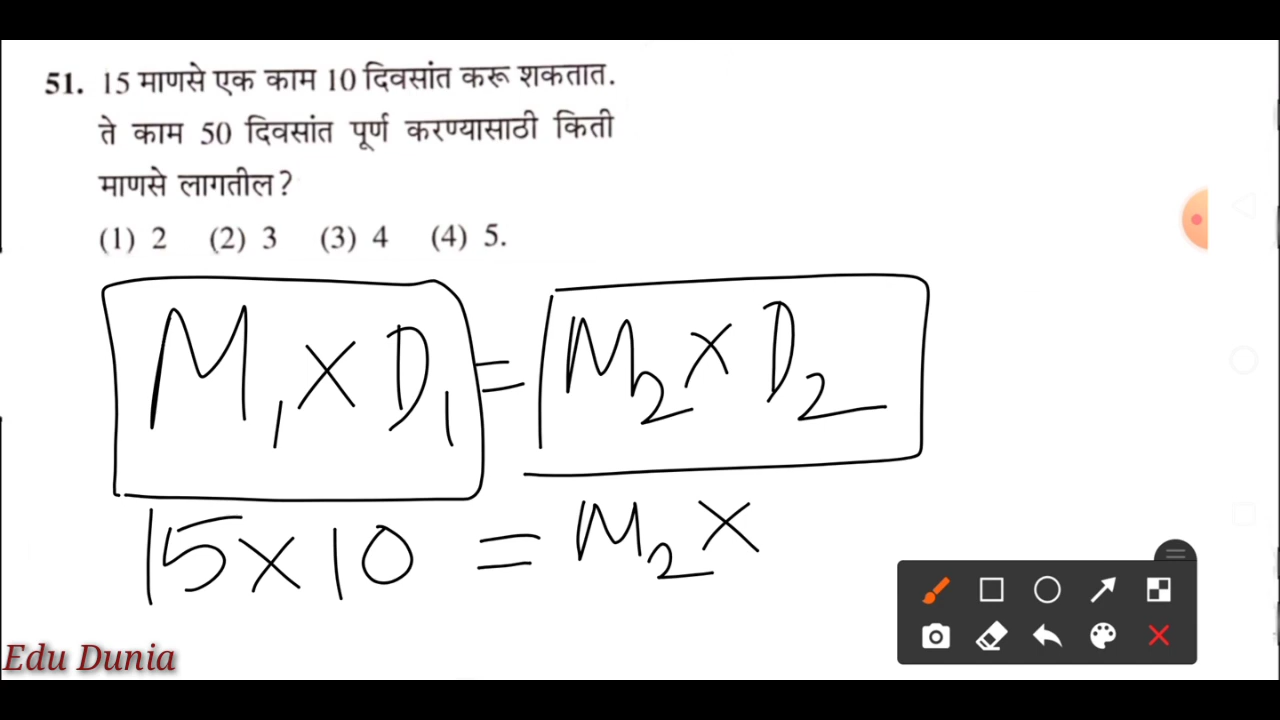 51. 15 माणसे एक काम 10 दिवसांत करू शकतात.
ते काम 50 दिवसांत पूर्ण करण्यासाठी किती
माणसे लागतील?
(1) 2 (2) 3 (3) 4 (4) 5.
M₁ × D₁ = M₂ × D₂
15 × 10 = M₂ ×
Edu Dunia